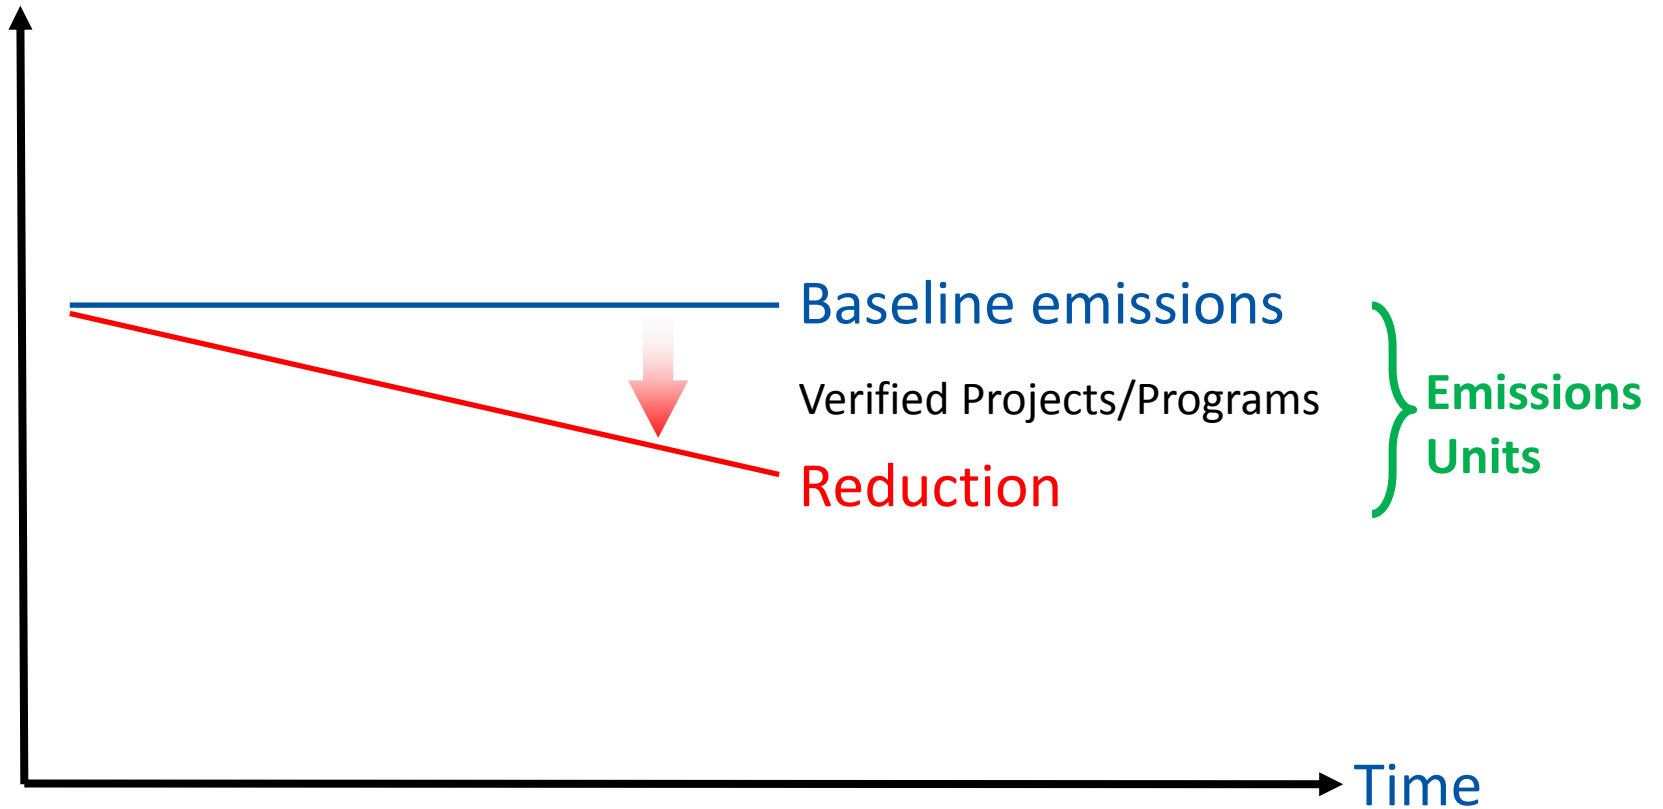 Baseline emissions
Verified Projects/Programs
Reduction
Emissions
Units
Time